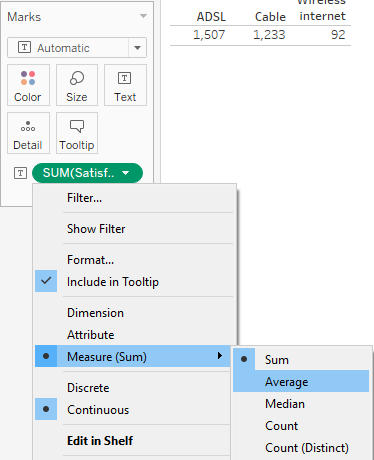 Marks
Automatic
Color
Size
Text
Detail
Tooltip
SUM(Satisf..
Wireless
ADSL Cable internet
1,507 1,233 92
Filter...
Show Filter
Format...
Include in Tooltip
Dimension
Attribute
Measure (Sum)
Discrete
Continuous
Edit in Shelf
Sum
Average
Median
Count
Count (Distinct)